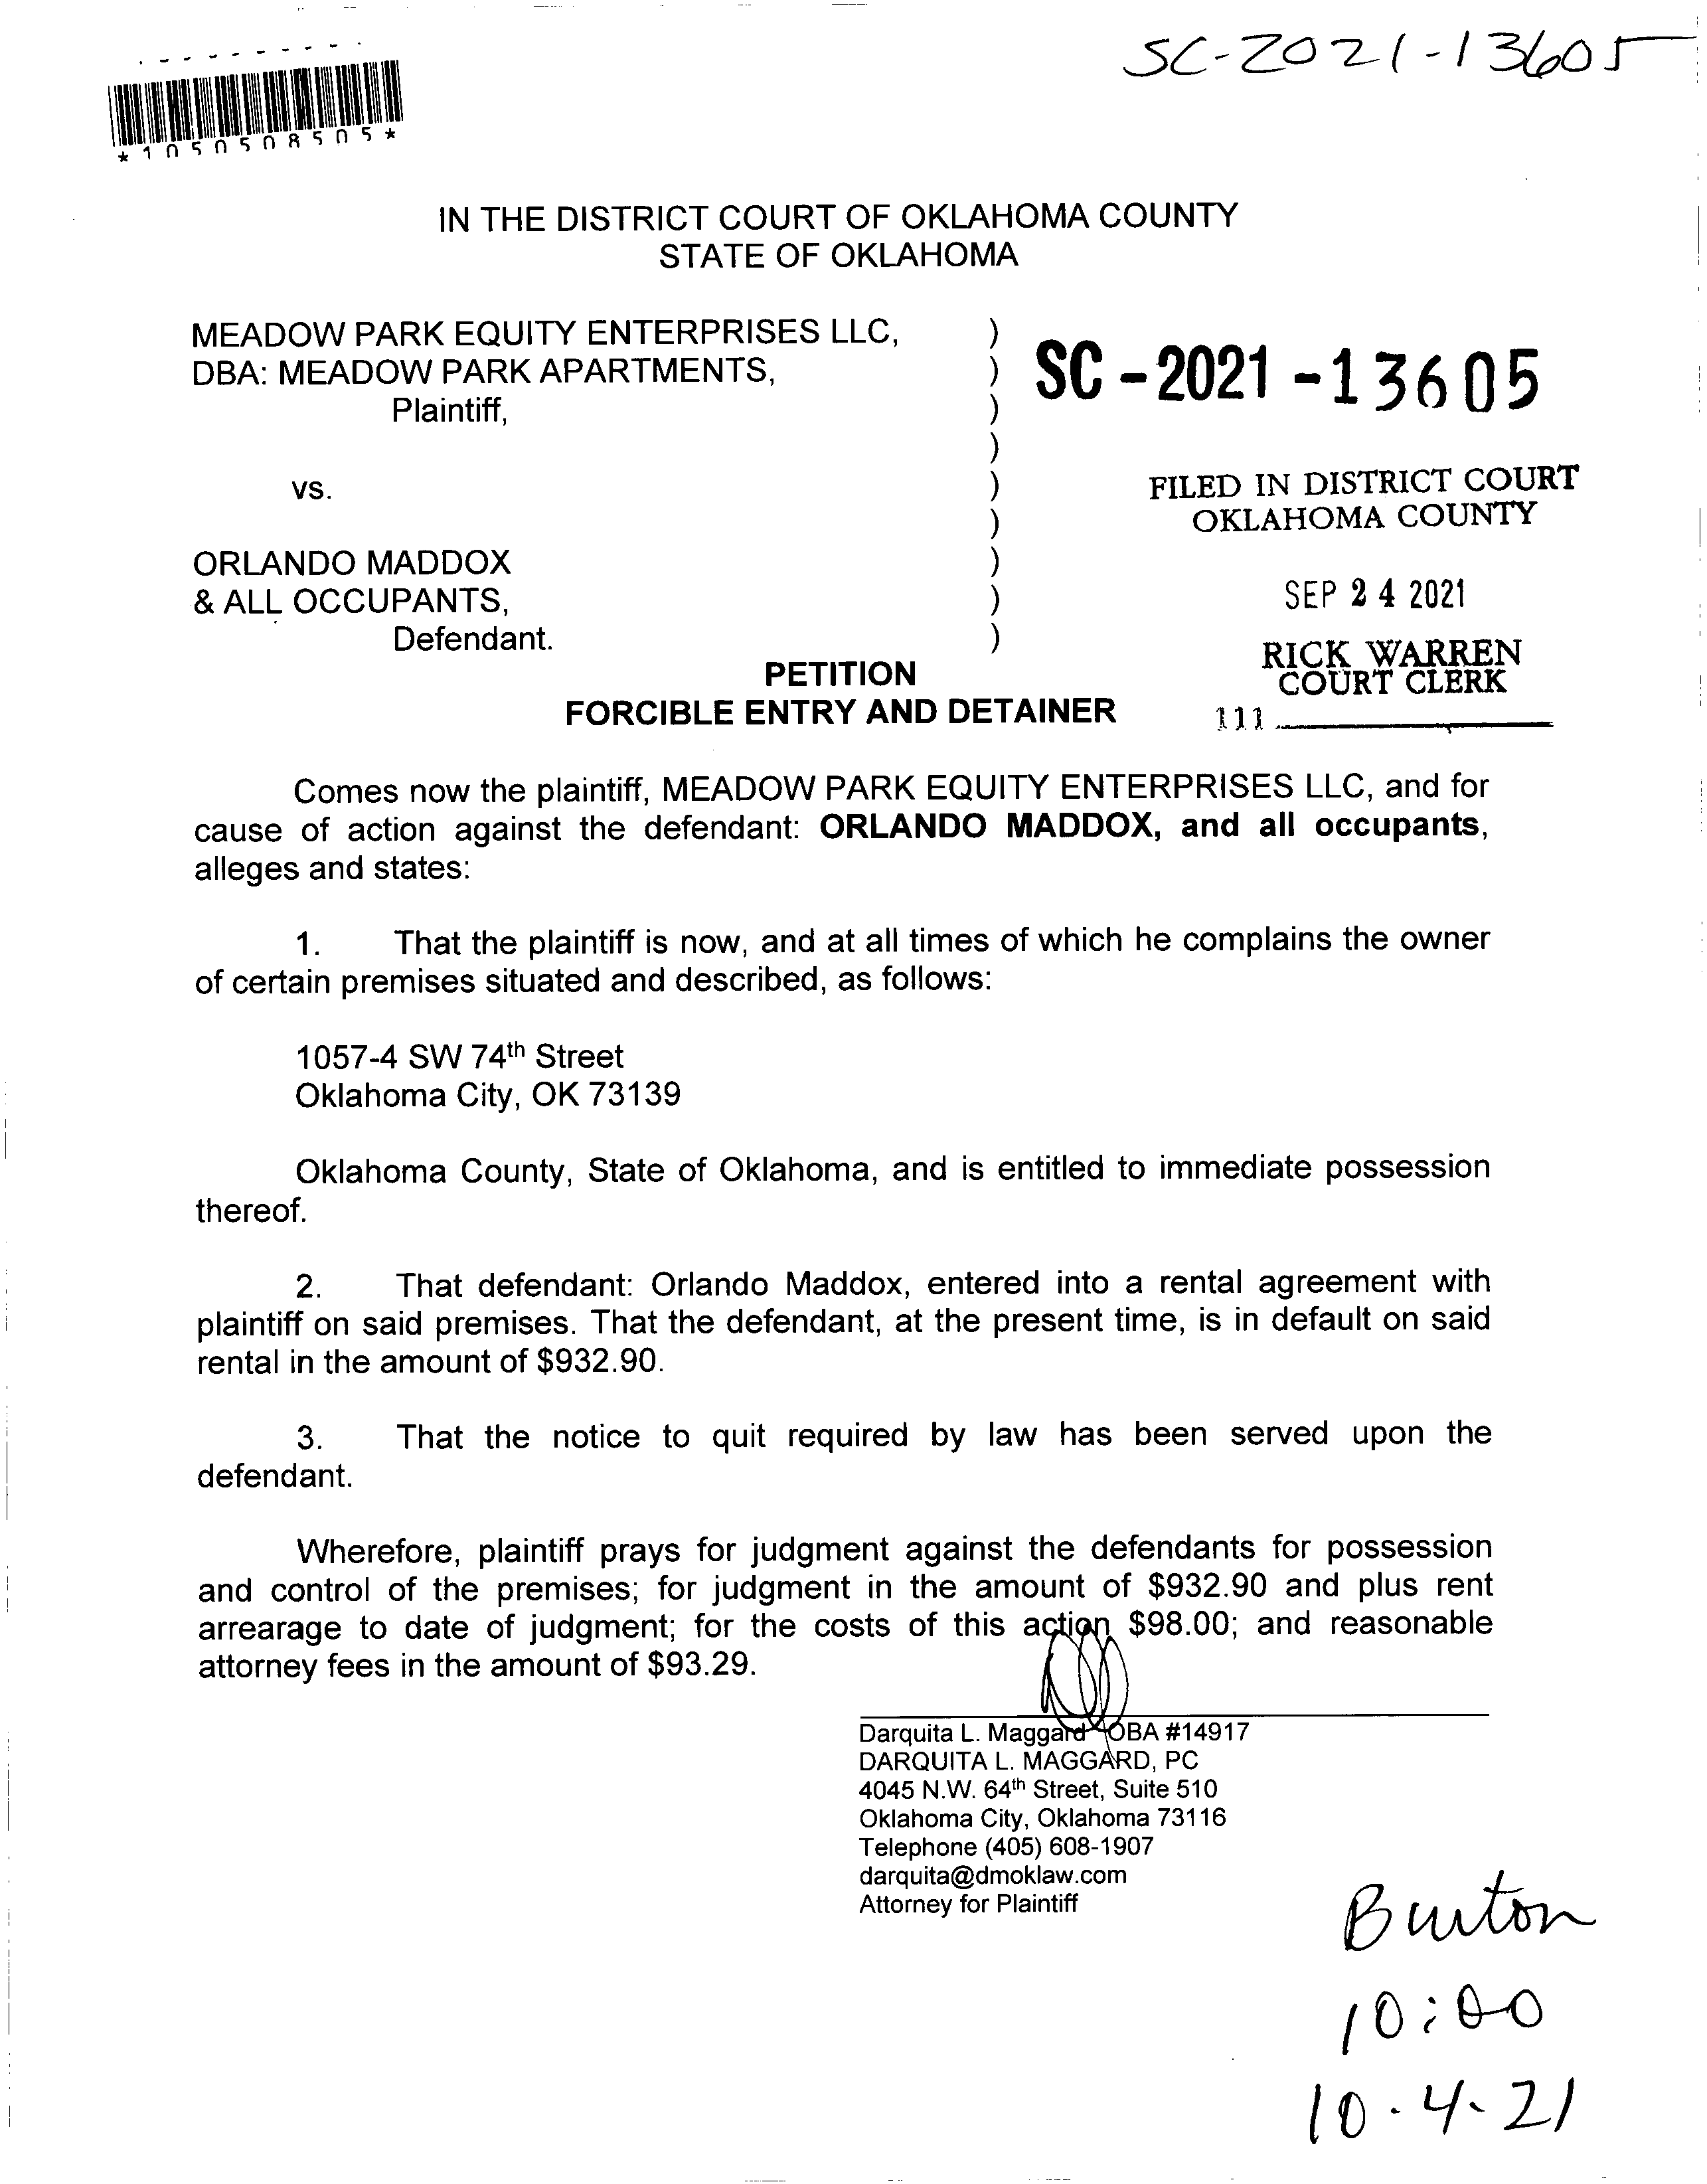 SC-2021-13605
*1050508505*
IN THE DISTRICT COURT OF OKLAHOMA COUNTY
STATE OF OKLAHOMA
MEADOW PARK EQUITY ENTERPRISES LLC, )
DBA: MEADOW PARK APARTMENTS, ) SC-2021-13605
Plaintiff, )
)
vs. ) FILED IN DISTRICT COURT
) OKLAHOMA COUNTY
ORLANDO MADDOX )
& ALL OCCUPANTS, ) SEP 24 2021
Defendant. ) RICK WARREN
PETITION COURT CLERK
FORCIBLE ENTRY AND DETAINER 111
Comes now the plaintiff, MEADOW PARK EQUITY ENTERPRISES LLC, and for
cause of action against the defendant: ORLANDO MADDOX, and all occupants,
alleges and states:
1. That the plaintiff is now, and at all times of which he complains the owner
of certain premises situated and described, as follows:
1057-4 SW 74th Street
Oklahoma City, OK 73139
Oklahoma County, State of Oklahoma, and is entitled to immediate possession
thereof.
2. That defendant: Orlando Maddox, entered into a rental agreement with
plaintiff on said premises. That the defendant, at the present time, is in default on said
rental in the amount of $932.90.
3. That the notice to quit required by law has been served upon the
defendant.
Wherefore, plaintiff prays for judgment against the defendants for possession
and control of the premises; for judgment in the amount of $932.90 and plus rent
arrearage to date of judgment; for the costs of this action $98.00; and reasonable
attorney fees in the amount of $93.29.
Darquita L. Maggard OBA #14917
DARQUITA L. MAGGARD, PC
4045 N.W. 64th Street, Suite 510
Oklahoma City, Oklahoma 73116
Telephone (405) 608-1907
darquita@dmoklaw.com
Attorney for Plaintiff
Burton
10:00
10-4-21